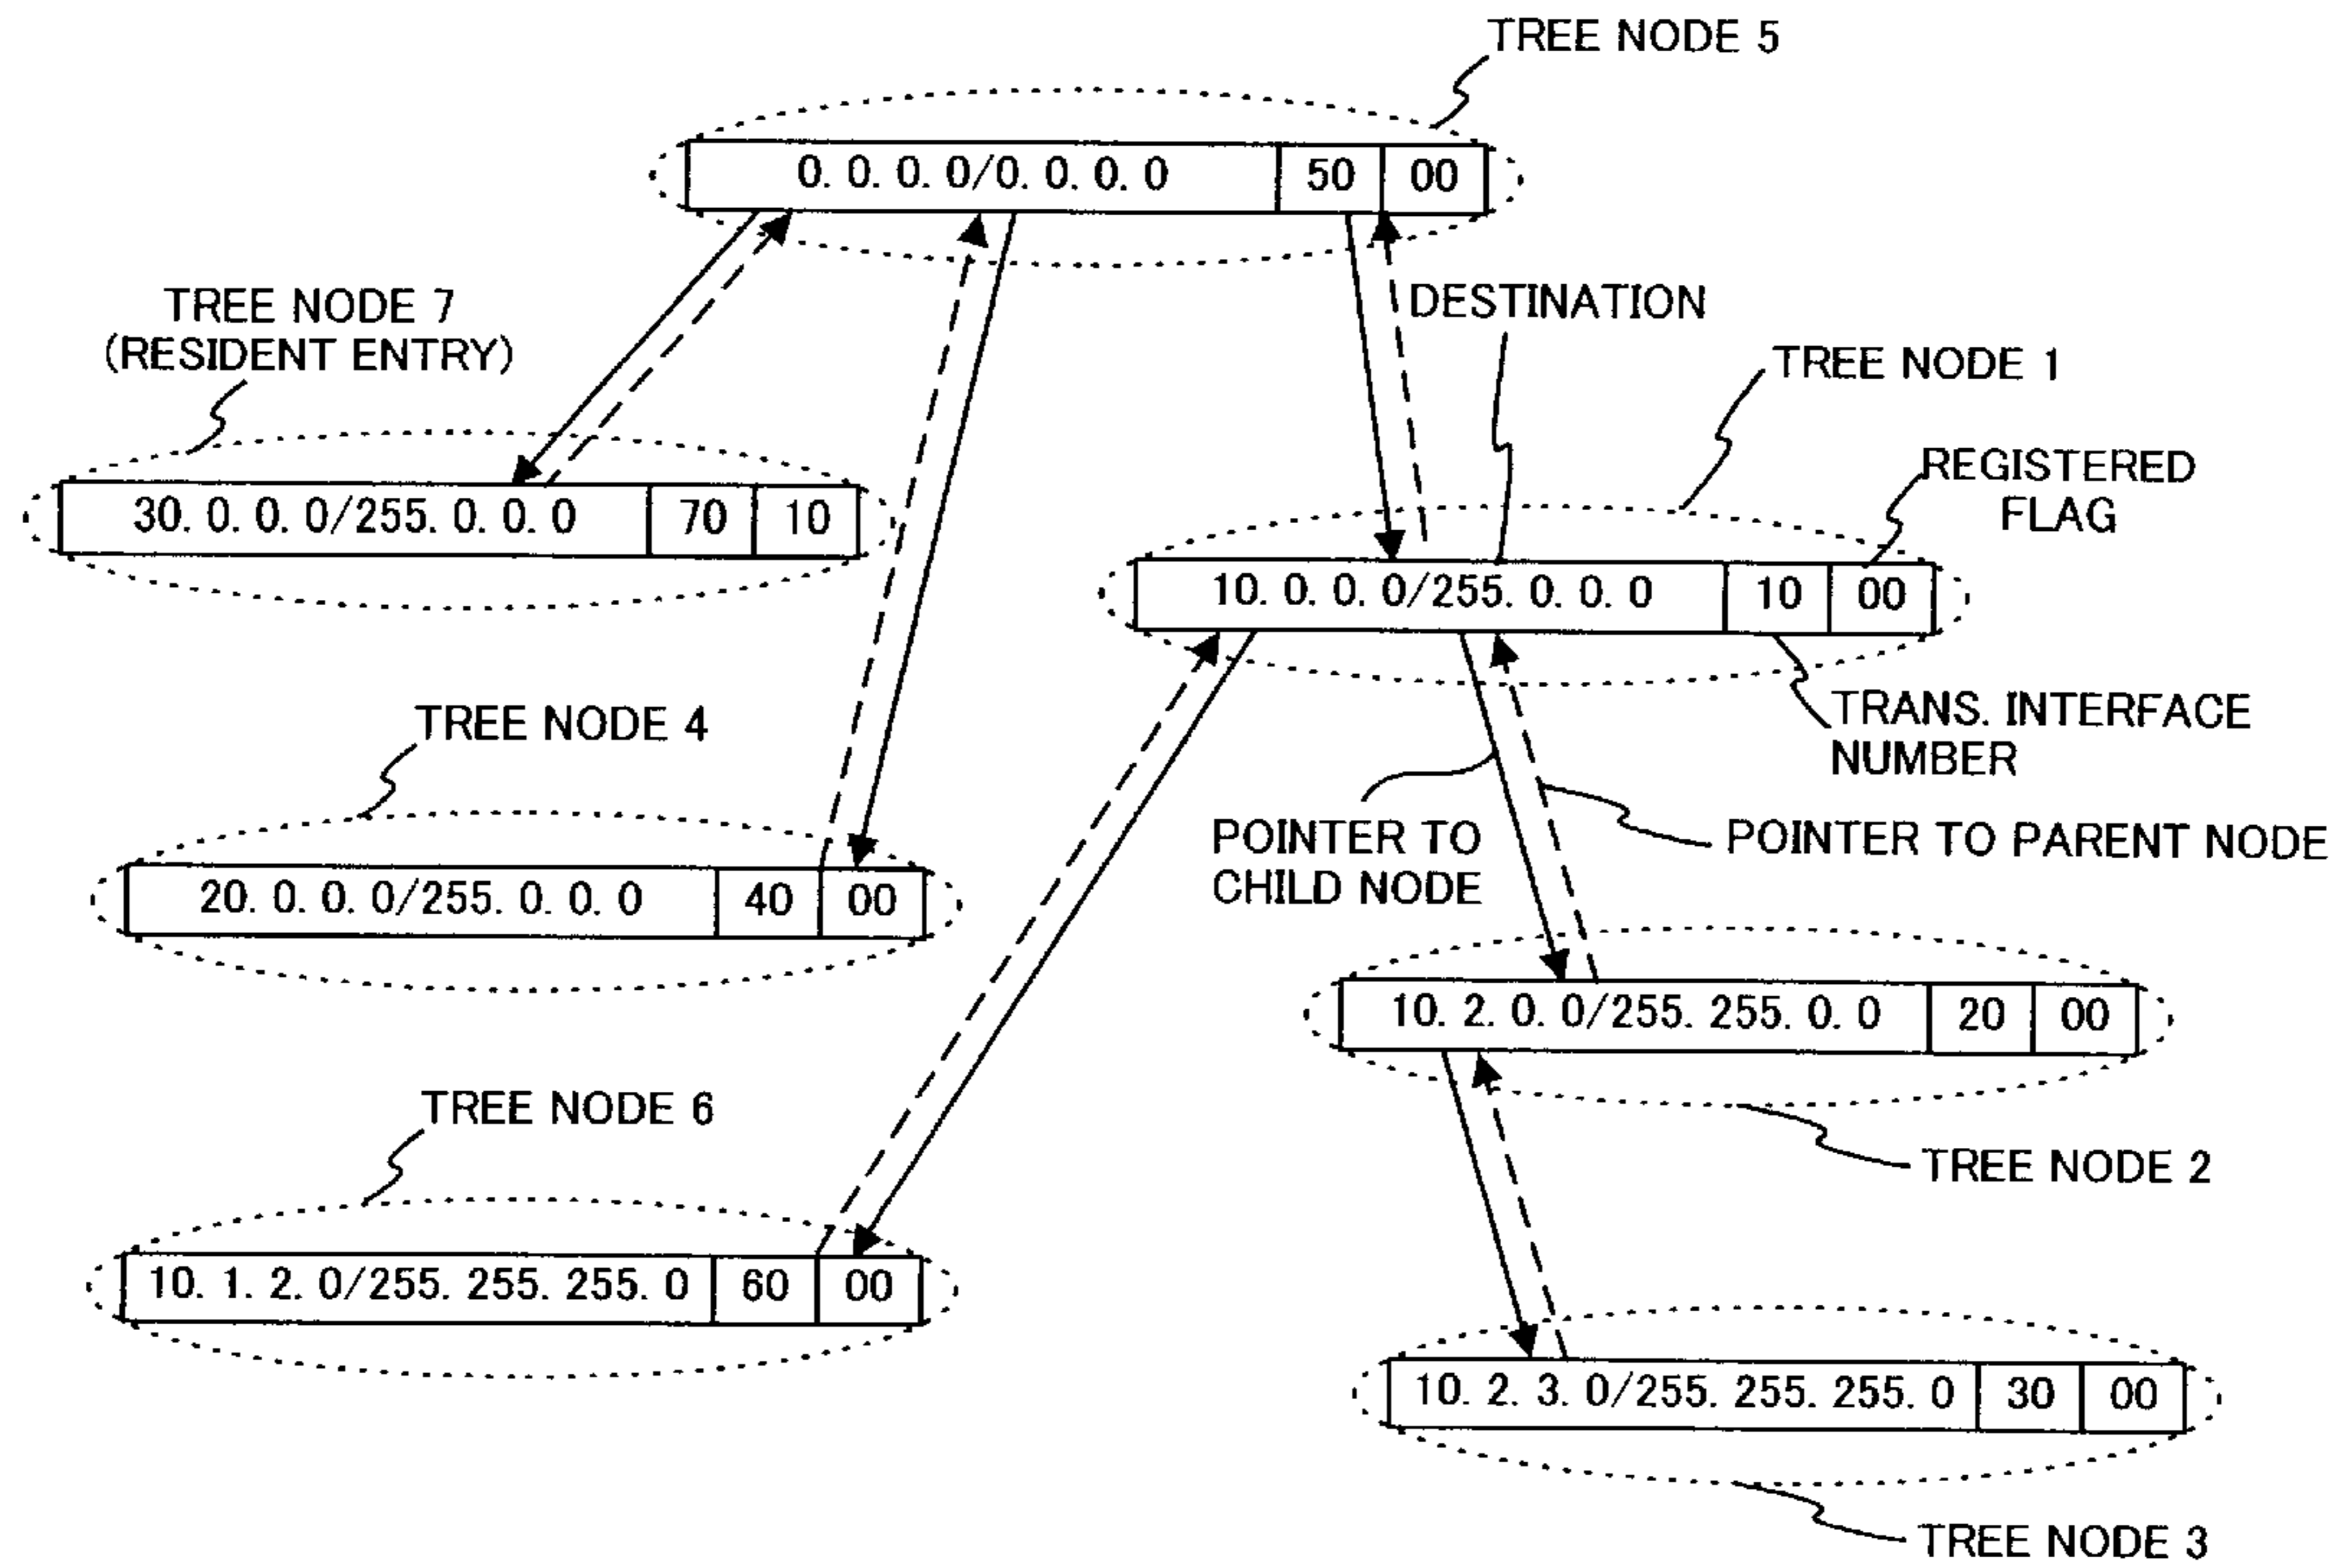 TREE NODE 5
0. 0. 0. 0/0. 0. 0. 0 50 00
TREE NODE 7
(RESIDENT ENTRY)
DESTINATION
TREE NODE 1
REGISTERED
FLAG
30. 0. 0. 0/255. 0. 0. 0 70 10
10. 0. 0. 0/255. 0. 0. 0 10 00
TREE NODE 4
TRANS. INTERFACE
NUMBER
POINTER TO
CHILD NODE
POINTER TO PARENT NODE
20. 0. 0. 0/255. 0. 0. 0 40 00
10. 2. 0. 0/255. 255. 0. 0 20 00
TREE NODE 6
TREE NODE 2
10. 1. 2. 0/255. 255. 255. 0 60 00
10. 2. 3. 0/255. 255. 255. 0 30 00
TREE NODE 3